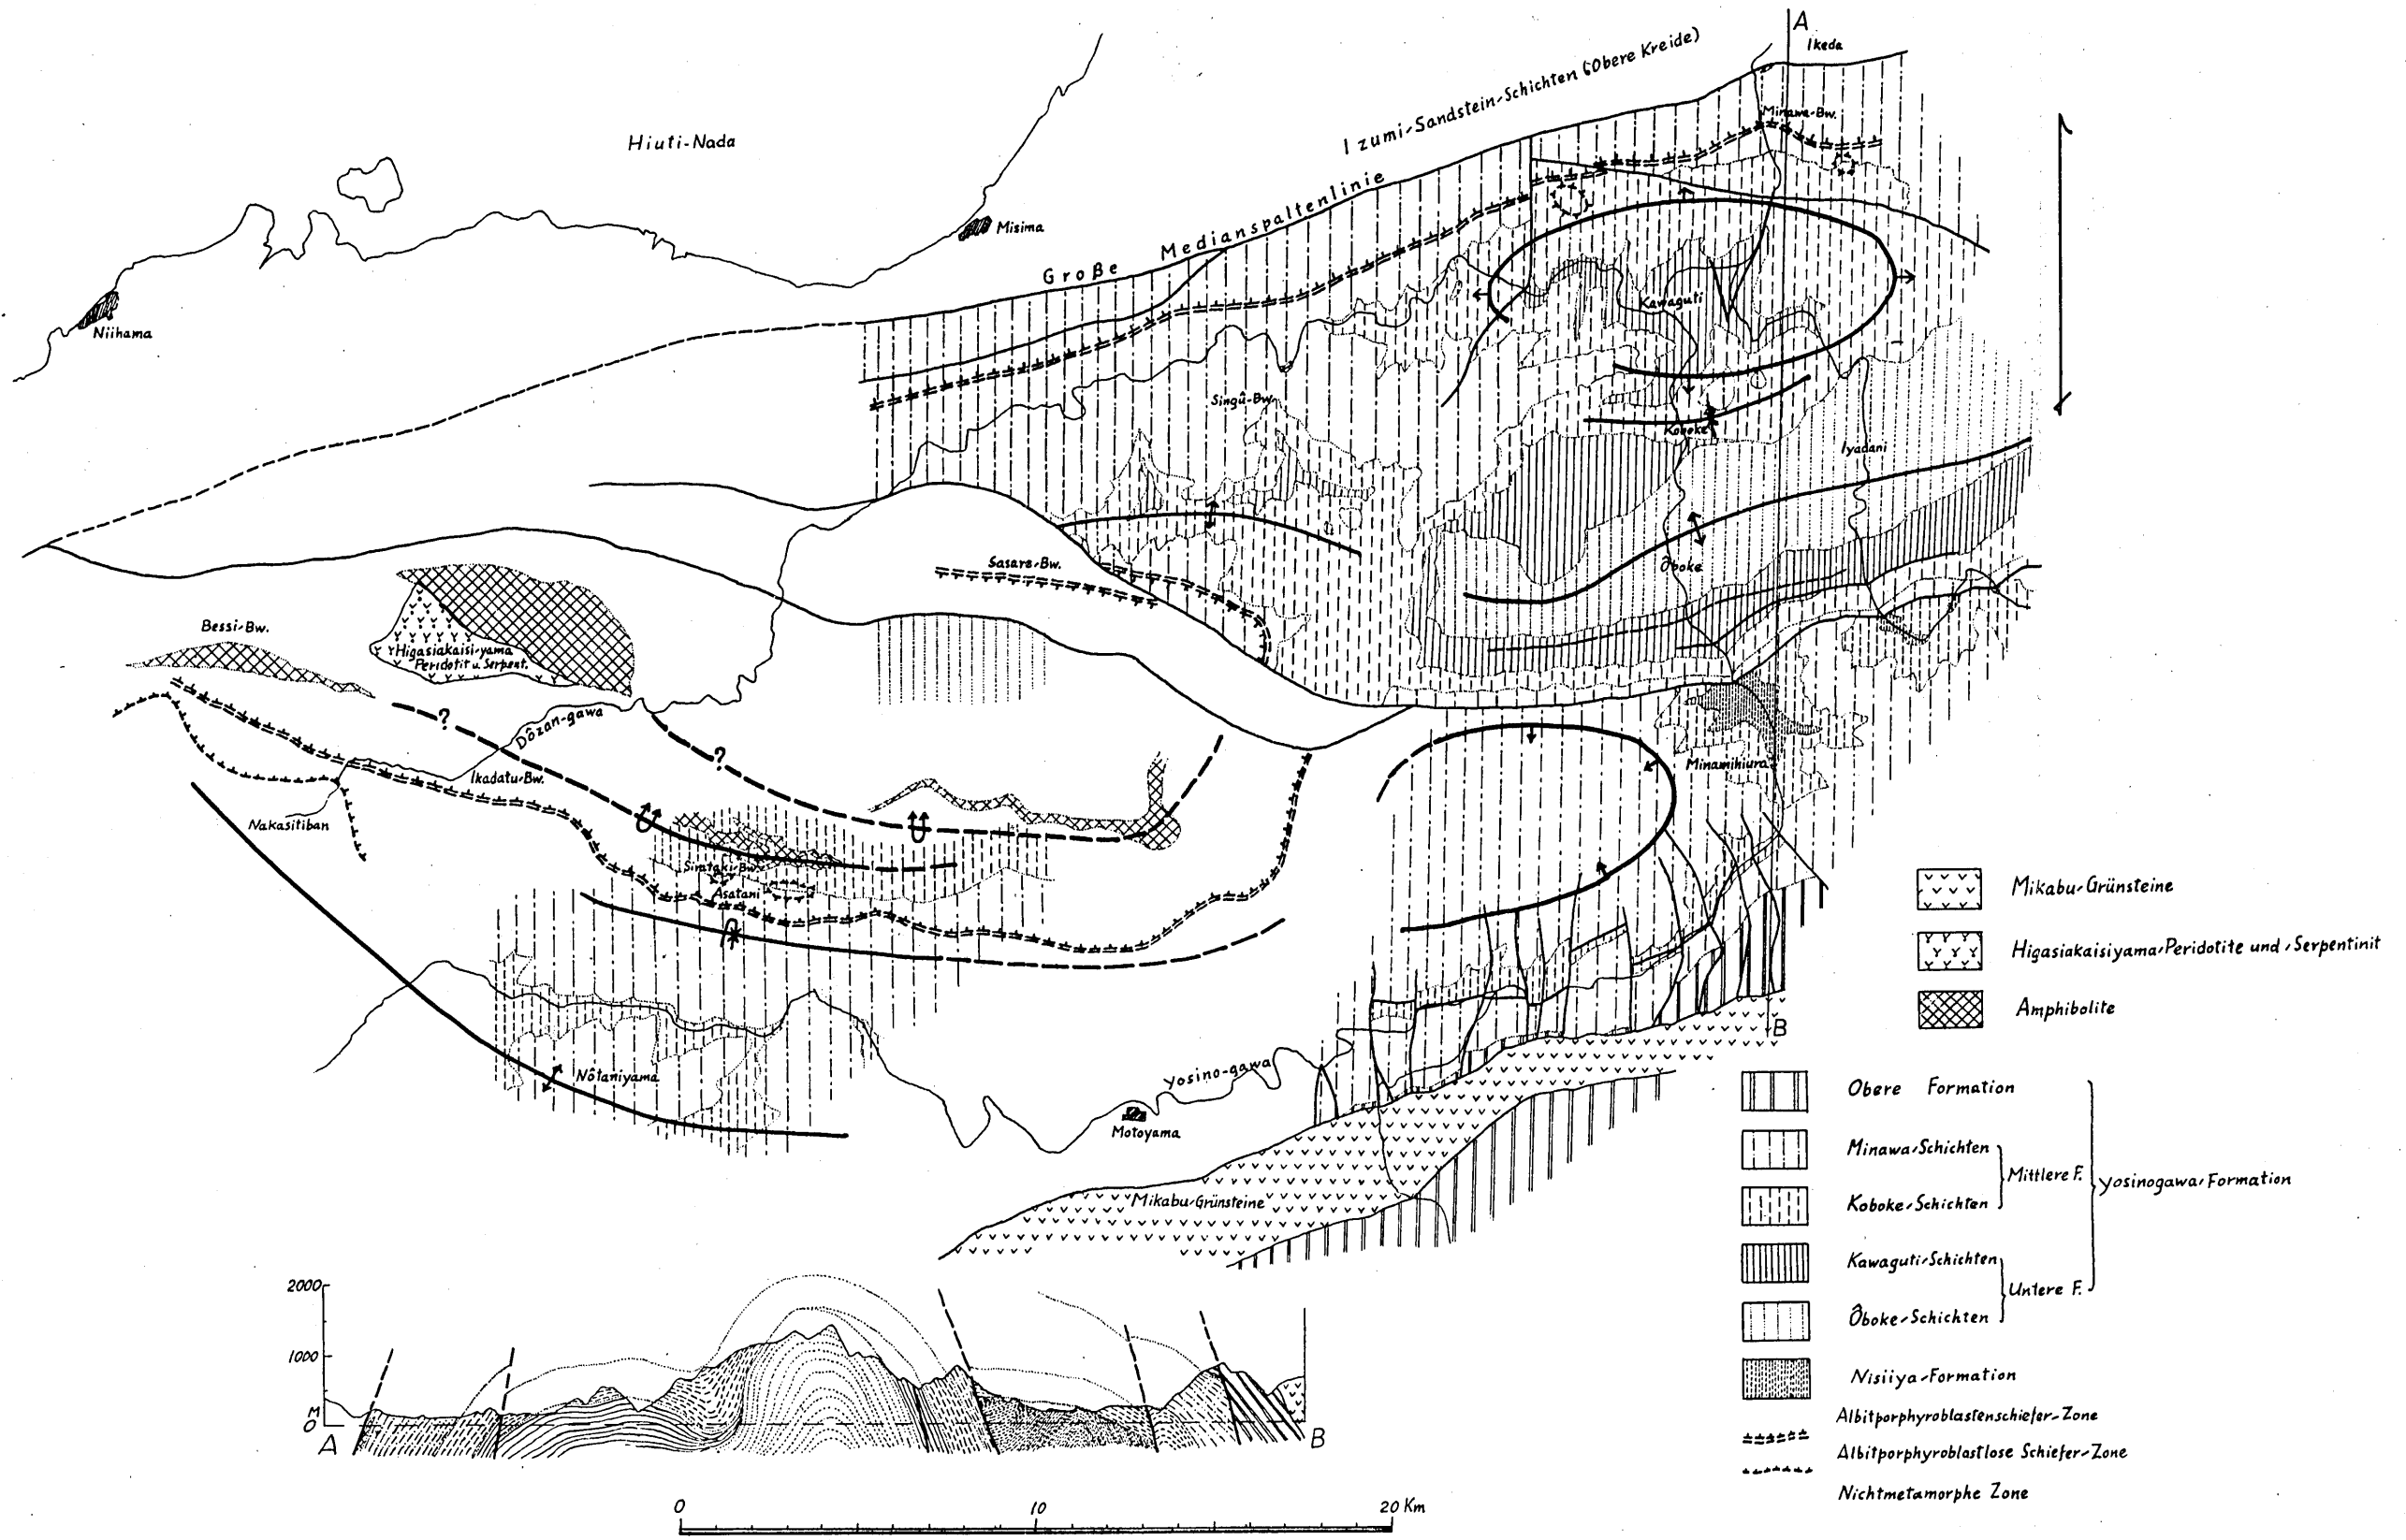 A
Ikeda
Izumi-Sandstein-Schichten (Obere Kreide)
Minawa-Bw.
Hiuti-Nada
Misima
Große Medianspaltenlinie
Niihama
Kawaguti
Singû-Bw.
Koboke
Iyadani
Sasare-Bw.
Ôboke
Bessi-Bw.
Higasiakaisi-yama
Peridotit u. Serpent.
?
Dôzan-gawa
?
Ikadatu-Bw.
Minamihiura
Nakasitiban
Sirataki-Bw.
Asatani
Mikabu-Grünsteine
Higasiakaisiyama-Peridotite und -Serpentinit
Amphibolite
B
Nôtaniyama
Yosino-gawa
Motoyama
Mikabu-Grünsteine
Obere Formation
Minawa-Schichten
Mittlere F.
Yosinogawa-Formation
Koboke-Schichten
Kawaguti-Schichten
Untere F.
Ôboke-Schichten
Nisiiya-Formation
Albitporphyroblastenschiefer-Zone
Albitporphyroblastlose Schiefer-Zone
Nichtmetamorphe Zone
2000
1000
M
0
A
B
0 10 20 Km